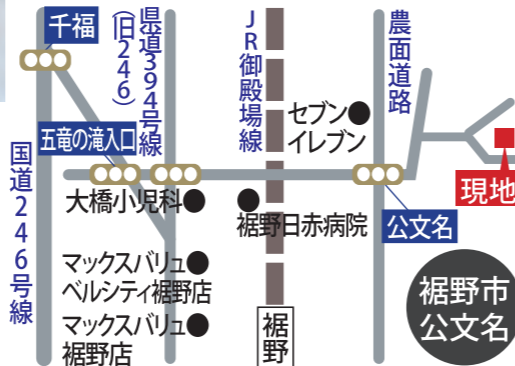 千福
県道394号線
(旧246)
JR御殿場線
農面道路
セブン
イレブン
五竜の滝入口
国道246号線
大橋小児科
裾野日赤病院
公文名
現地
マックスバリュ
ベルシティ裾野店
マックスバリュ
裾野店
裾野
裾野市
公文名